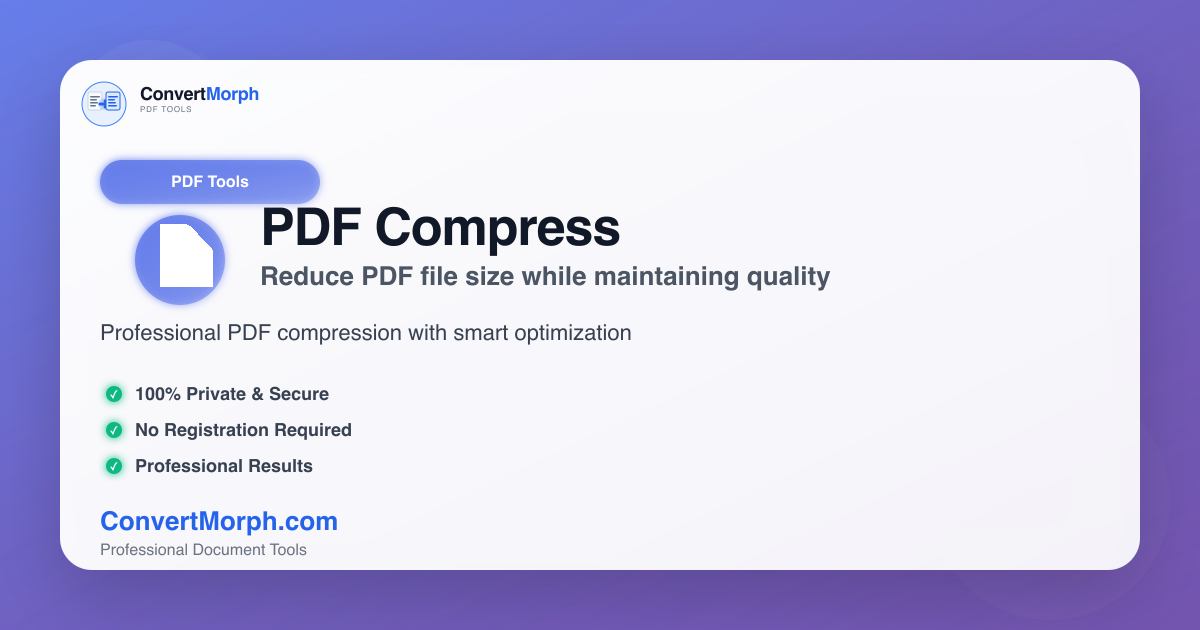 ConvertMorph
PDF TOOLS
PDF Tools
PDF Compress
Reduce PDF file size while maintaining quality
Professional PDF compression with smart optimization
100% Private & Secure
No Registration Required
Professional Results
ConvertMorph.com
Professional Document Tools